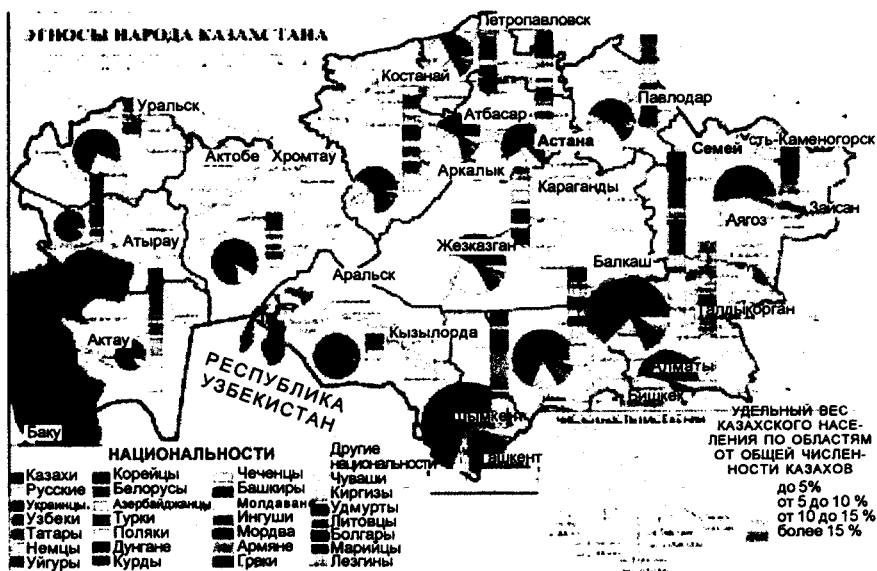 ЭТНОСЫ НАРОДА КАЗАХСТАНА
Петропавловск
Костанай
Уральск
Атбасар
Павлодар
Астана
Семей
Усть-Каменогорск
Актобе
Хромтау
Аркалык
Караганды
Зайсан
Аягоз
Атырау
Жезказган
Балкаш
Аральск
Талдыкорган
Актау
Кызылорда
Алматы
РЕСПУБЛИКА
УЗБЕКИСТАН
Бишкек
Шымкент
Баку
Ташкент
УДЕЛЬНЫЙ ВЕС
КАЗАХСКОГО НАСЕ-
ЛЕНИЯ ПО ОБЛАСТЯМ
ОТ ОБЩЕЙ ЧИСЛЕН-
НОСТИ КАЗАХОВ
до 5%
от 5 до 10 %
от 10 до 15 %
более 15 %
НАЦИОНАЛЬНОСТИ
Казахи
Русские
Украинцы
Узбеки
Татары
Немцы
Уйгуры
Корейцы
Белорусы
Азербайджанцы
Турки
Поляки
Дунгане
Курды
Чеченцы
Башкиры
Молдаван
Ингуши
Мордва
Армяне
Греки
Другие
национальности
Чуваши
Киргизы
Удмурты
Литовцы
Болгары
Марийцы
Лезгины